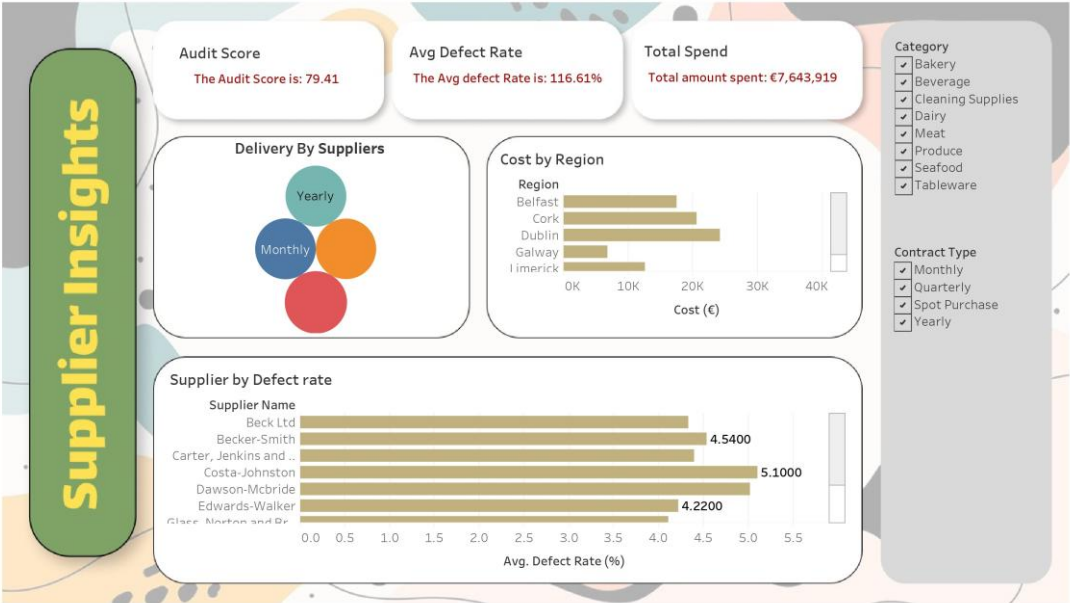 Supplier Insights
Audit Score
The Audit Score is: 79.41
Avg Defect Rate
The Avg defect Rate is: 116.61%
Total Spend
Total amount spent: €7,643,919
Delivery By Suppliers
Yearly
Monthly
Cost by Region
Region
Belfast
Cork
Dublin
Galway
Limerick
0K 10K 20K 30K 40K
Cost (€)
Supplier by Defect rate
Supplier Name
Beck Ltd
Becker-Smith 4.5400
Carter, Jenkins and ..
Costa-Johnston 5.1000
Dawson-Mcbride
Edwards-Walker 4.2200
Glass, Norton and Br..
0.0 0.5 1.0 1.5 2.0 2.5 3.0 3.5 4.0 4.5 5.0 5.5
Avg. Defect Rate (%)
Category
Bakery
Beverage
Cleaning Supplies
Dairy
Meat
Produce
Seafood
Tableware
Contract Type
Monthly
Quarterly
Spot Purchase
Yearly